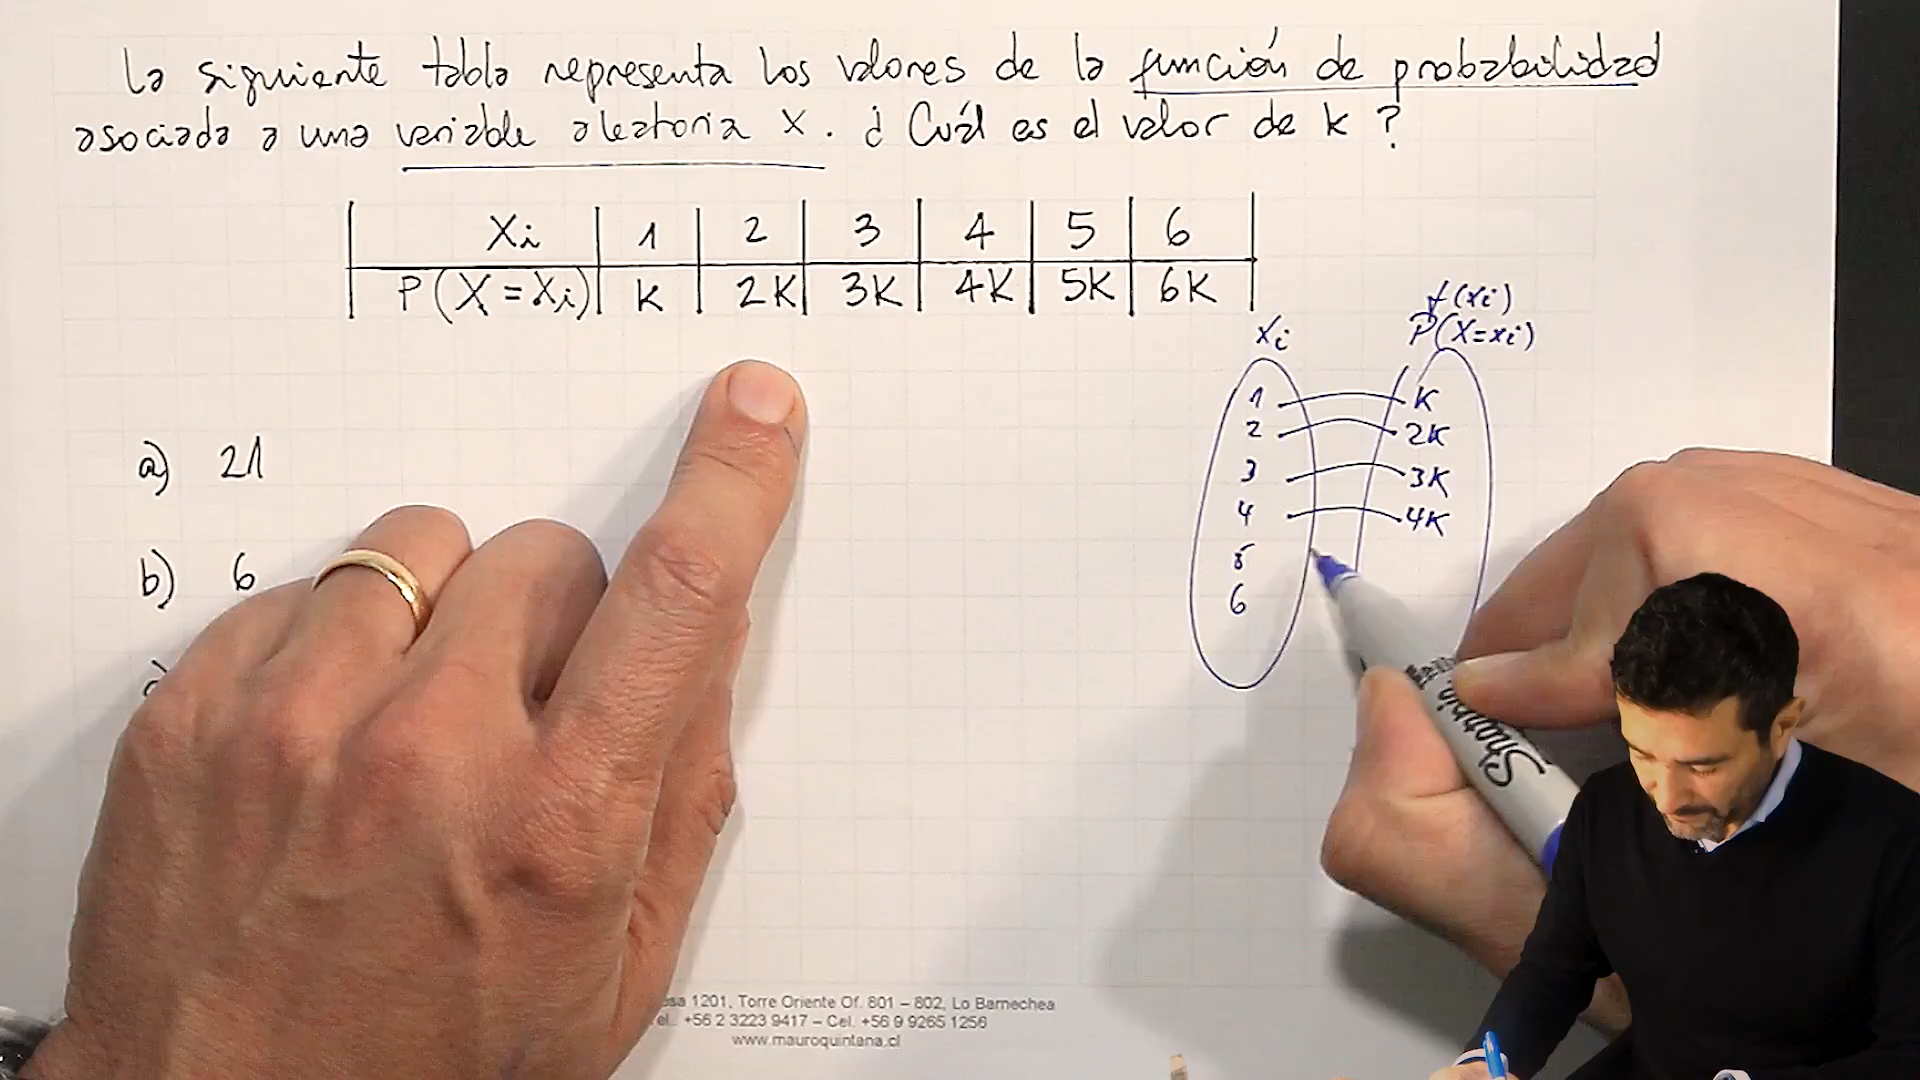 La siguiente tabla representa los valores de la función de probabilidad
asociada a una variable aleatoria X. ¿Cuál es el valor de k?
Xi | 1 | 2 | 3 | 4 | 5 | 6
P(X=Xi) | K | 2K | 3K | 4K | 5K | 6K
f(xi)
Xi P(X=xi)
1 K
2 2K
3 3K
4 4K
5
6
a) 21
b) 6
1201, Torre Oriente Of. 801 – 802, Lo Barnechea
+56 2 3223 9417 – Cel. +56 9 9265 1256
www.mauroquintana.cl
Sharpie